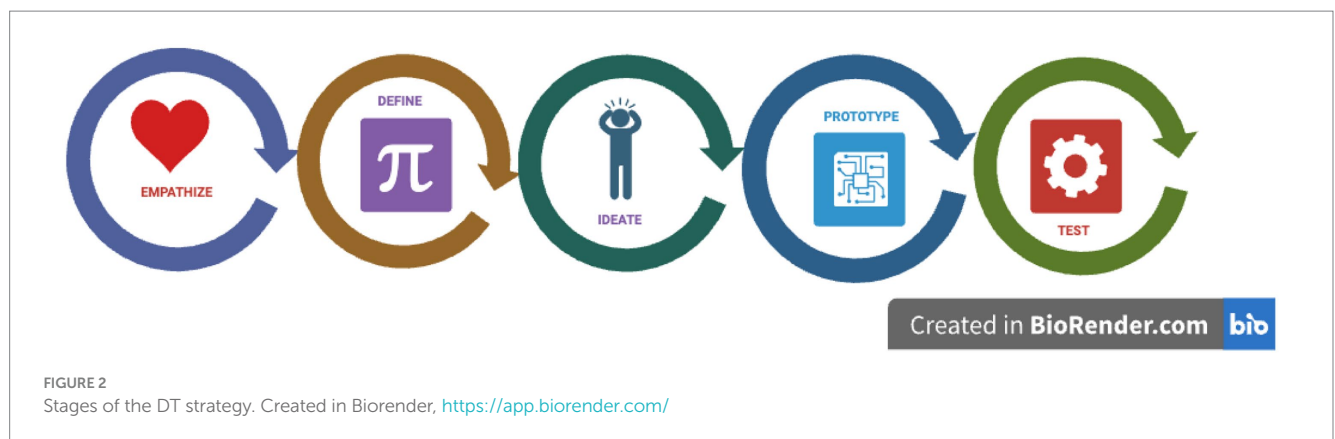 EMPATHIZE
DEFINE
π
IDEATE
PROTOTYPE
TEST
Created in BioRender.com bio
FIGURE 2
Stages of the DT strategy. Created in Biorender, https://app.biorender.com/